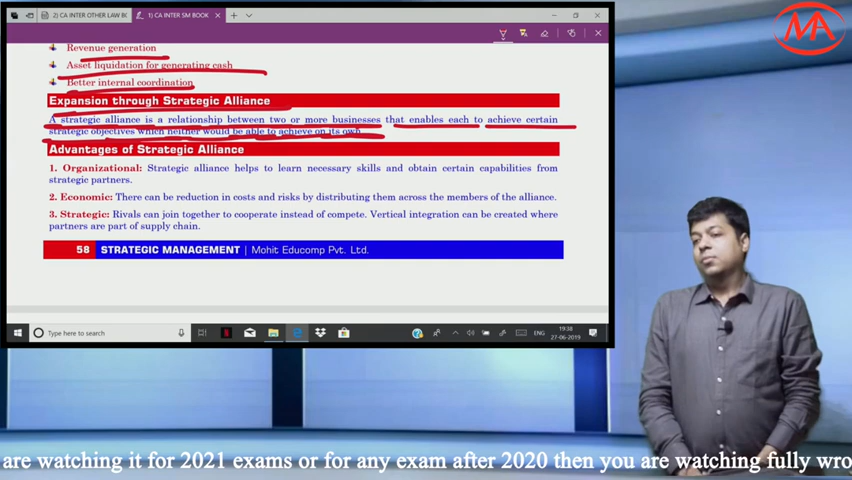 2) CA INTER OTHER LAW BO
1) CA INTER SM BOOK
MA
Revenue generation
Asset liquidation for generating cash
Better internal coordination
Expansion through Strategic Alliance
A strategic alliance is a relationship between two or more businesses that enables each to achieve certain
strategic objectives which neither would be able to achieve on its own.
Advantages of Strategic Alliance
1. Organizational: Strategic alliance helps to learn necessary skills and obtain certain capabilities from
strategic partners.
2. Economic: There can be reduction in costs and risks by distributing them across the members of the alliance.
3. Strategic: Rivals can join together to cooperate instead of compete. Vertical integration can be created where
partners are part of supply chain.
58 STRATEGIC MANAGEMENT | Mohit Educomp Pvt. Ltd.
Type here to search
ENG
19:38
27-06-2019
are watching it for 2021 exams or for any exam after 2020 then you are watching fully wro